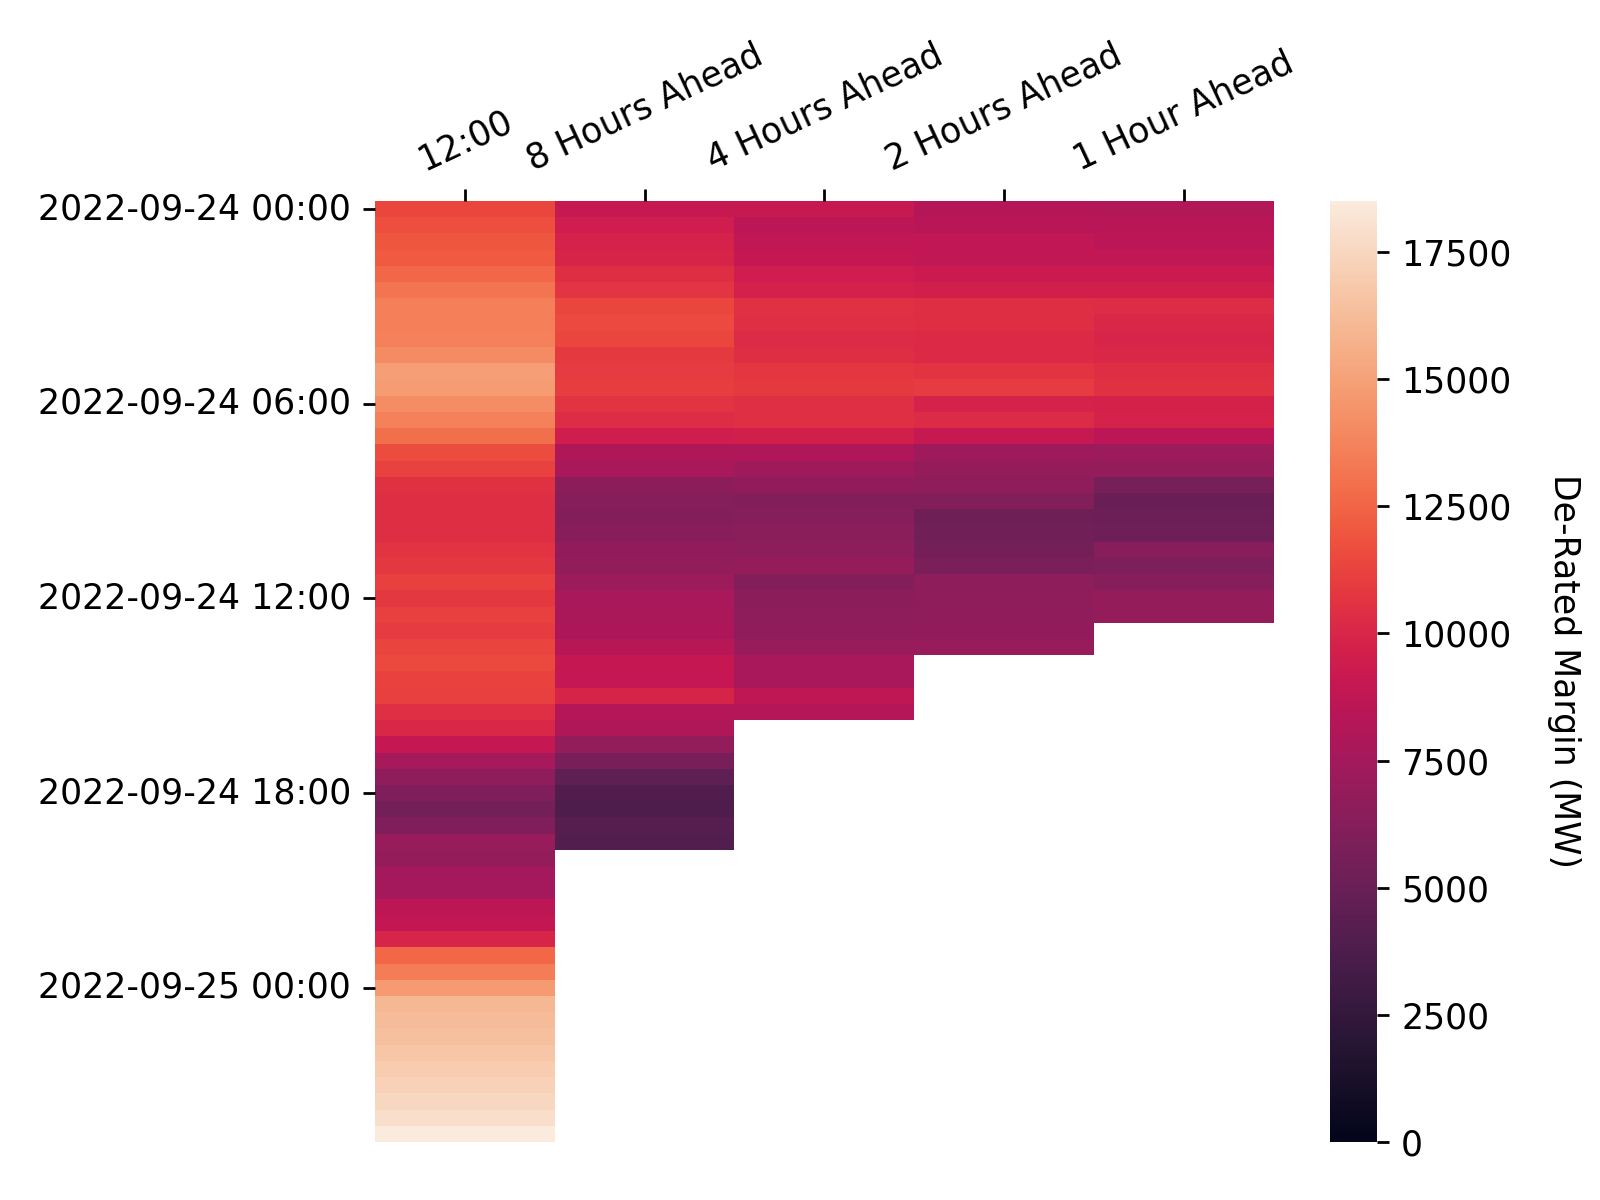 12:00
8 Hours Ahead
4 Hours Ahead
2 Hours Ahead
1 Hour Ahead
2022-09-24 00:00
2022-09-24 06:00
2022-09-24 12:00
2022-09-24 18:00
2022-09-25 00:00
17500
15000
12500
10000
7500
5000
2500
0
De-Rated Margin (MW)